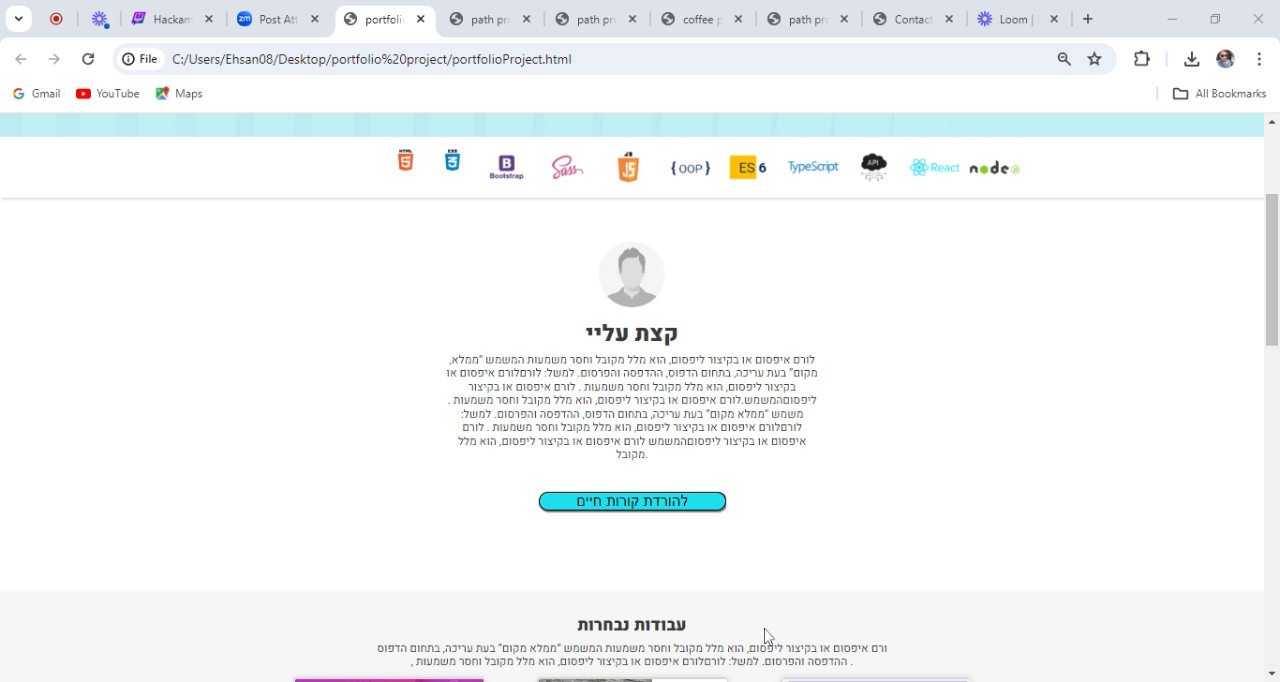 Hackam
zm Post Att
portfoli
path pr
path pr
coffee p
path pr
Contact
Loom |
File C:/Users/Ehsan08/Desktop/portfolio%20project/portfolioProject.html
Gmail YouTube Maps All Bookmarks
HTML 5 CSS 3 B Bootstrap Sass JS JS {OOP} ES 6 TypeScript API React node
קצת עליי
לורם איפסום או בקיצור ליפסום, הוא מלל מקובל וחסר משמעות המשמש "ממלא,
מקום" בעת עריכה, בתחום הדפוס, ההדפסה והפרסום. למשל: לורםלורם איפסום או
בקיצור ליפסום, הוא מלל מקובל וחסר משמעות . לורם איפסום או בקיצור
ליפסוםהמשמש.לורם איפסום או בקיצור ליפסום, הוא מלל מקובל וחסר משמעות .
משמש "ממלא מקום" בעת עריכה, בתחום הדפוס, ההדפסה והפרסום. למשל:
לורםלורם איפסום או בקיצור ליפסום, הוא מלל מקובל וחסר משמעות . לורם
איפסום או בקיצור ליפסוםהמשמש לורם איפסום או בקיצור ליפסום, הוא מלל
מקובל.
להורדת קורות חיים
עבודות נבחרות
ורם איפסום או בקיצור ליפסום, הוא מלל מקובל וחסר משמעות המשמש "ממלא מקום" בעת עריכה, בתחום הדפוס
, ההדפסה והפרסום. למשל: לורםלורם איפסום או בקיצור ליפסום, הוא מלל מקובל וחסר משמעות .